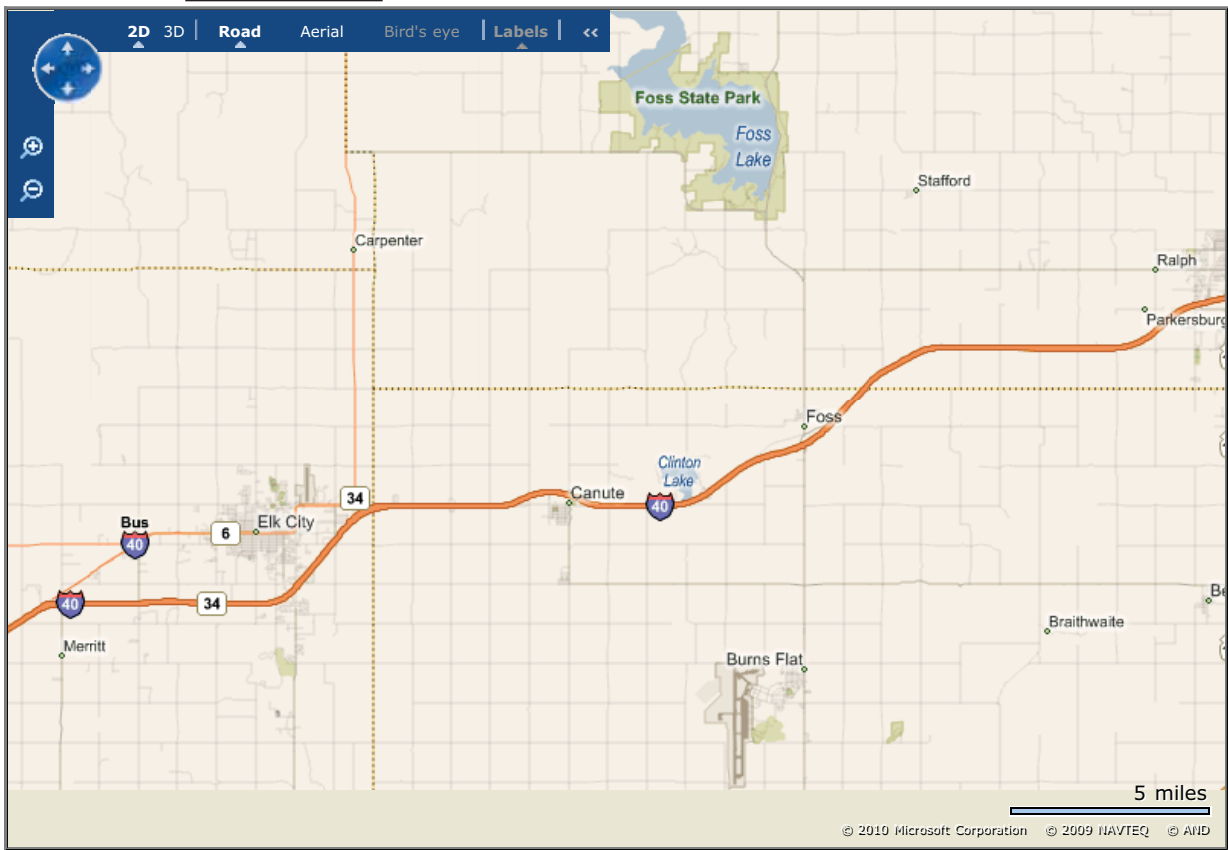 2D 3D | Road Aerial Bird's eye | Labels | <<
Foss State Park
Foss
Lake
Stafford
Carpenter
Ralph
Parkersburg
Foss
Clinton
Lake
34
Canute
40
Bus
40
6
Elk City
40
34
Merritt
Braithwaite
Burns Flat
5 miles
© 2010 Microsoft Corporation © 2009 NAVTEQ © AND